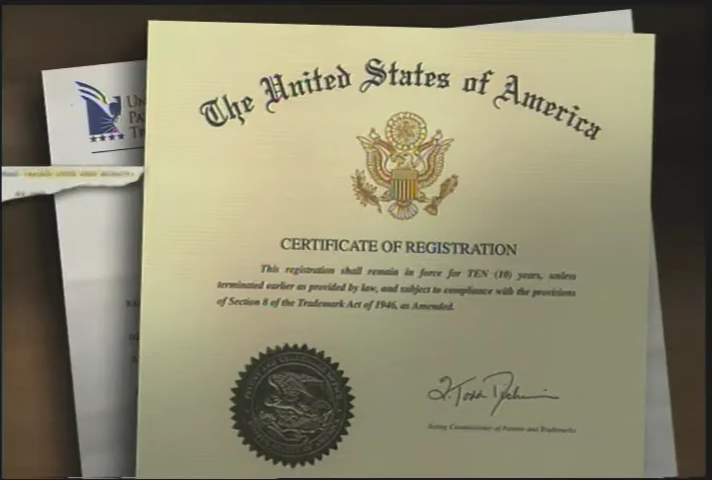 The United States of America
CERTIFICATE OF REGISTRATION
This registration shall remain in force for TEN (10) years, unless
terminated earlier as provided by law, and subject to compliance with the provisions
of Section 8 of the Trademark Act of 1946, as Amended.
Acting Commissioner of Patents and Trademarks